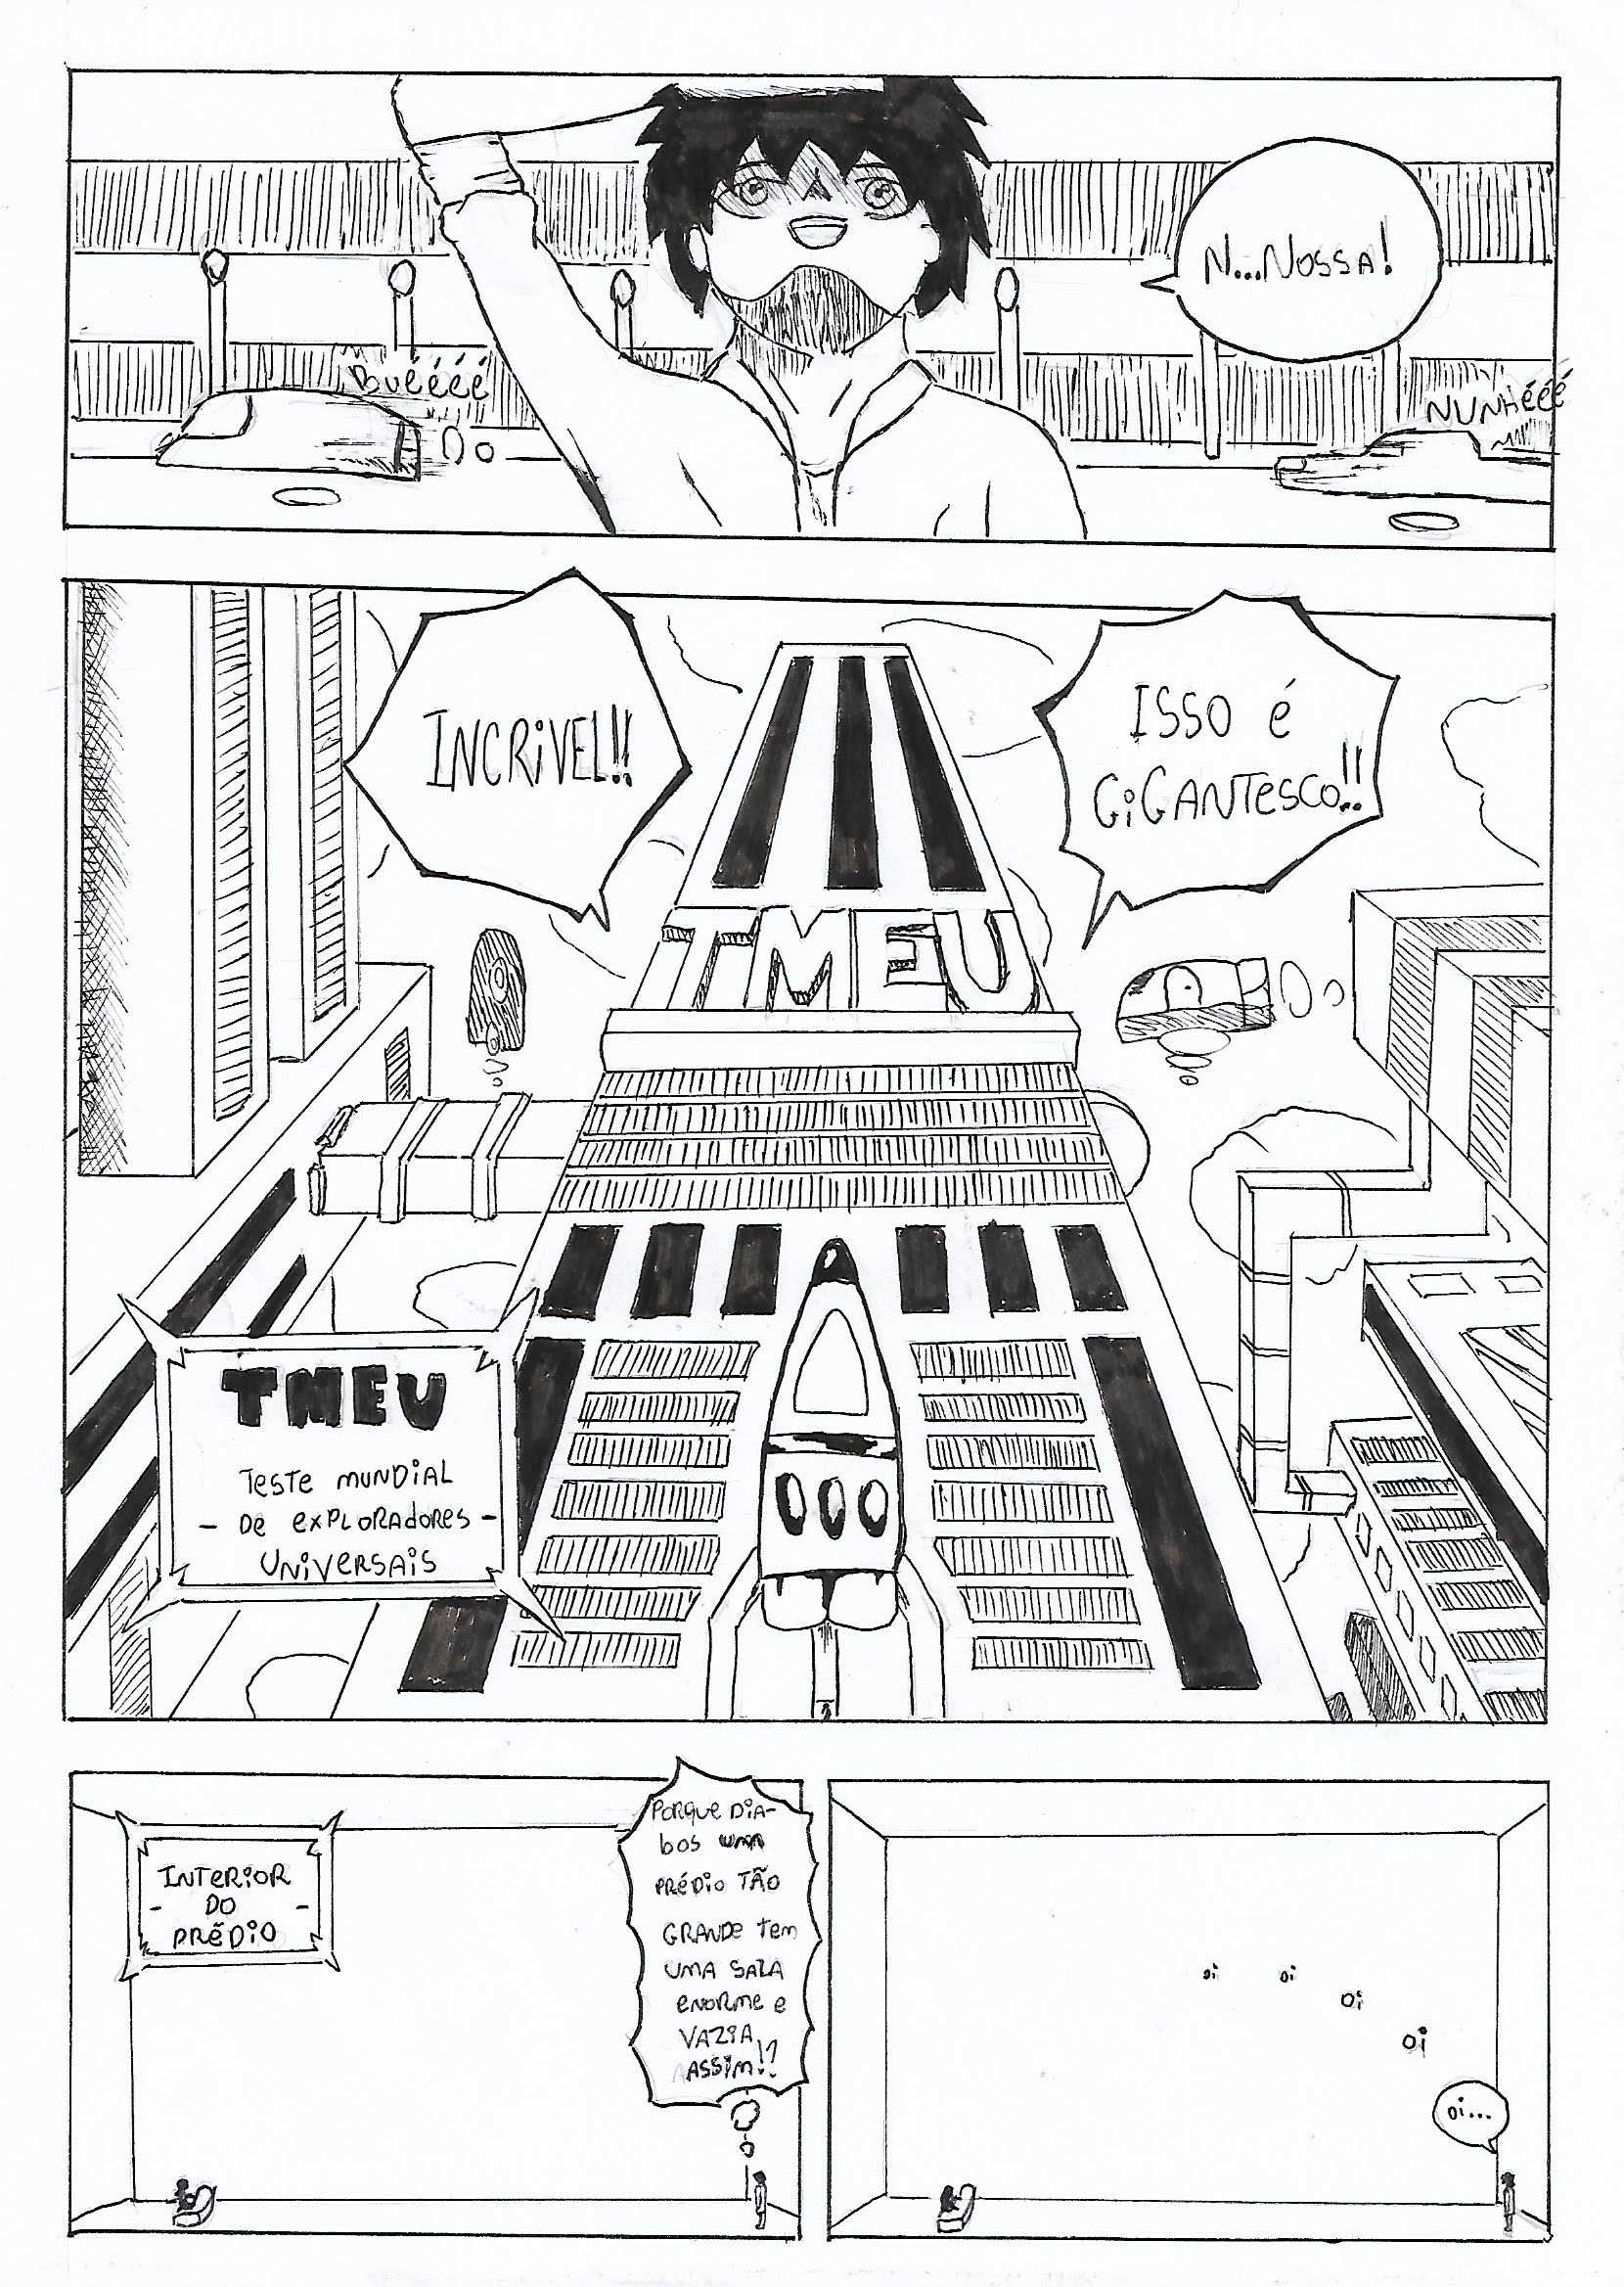 N...NOSSA!
BUÉÉÉÉ
NUNHÉÉÉ
INCRIVEL!!
ISSO É
GIGANTESCO!!
TMEU
TMEU
TESTE MUNDIAL
- DE EXPLORADORES -
UNIVERSAIS
INTERIOR
- DO -
PRÉDIO
PORQUE DIA-
BOS UMA
PRÉDIO TÃO
GRANDE TEM
UMA SALA
ENORME E
VAZIA
ASSIM!?
oi
oi
oi
oi
oi...